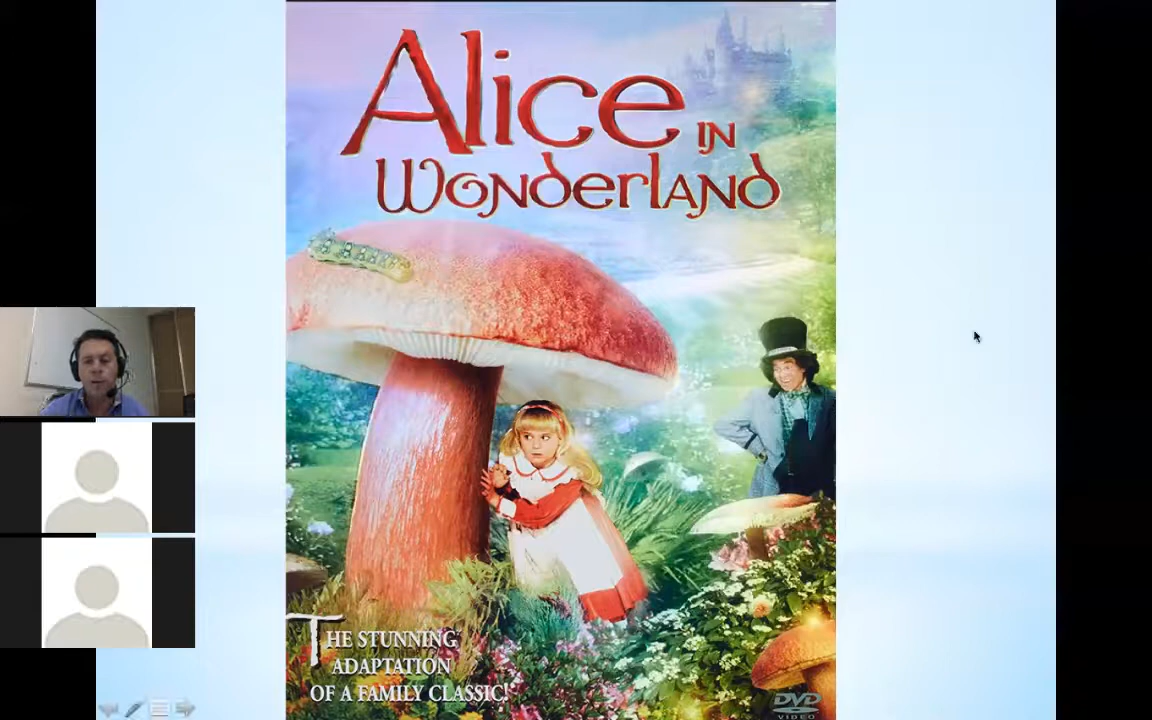 Alice IN
Wonderland
THE STUNNING
ADAPTATION
OF A FAMILY CLASSIC!
DVD
VIDEO